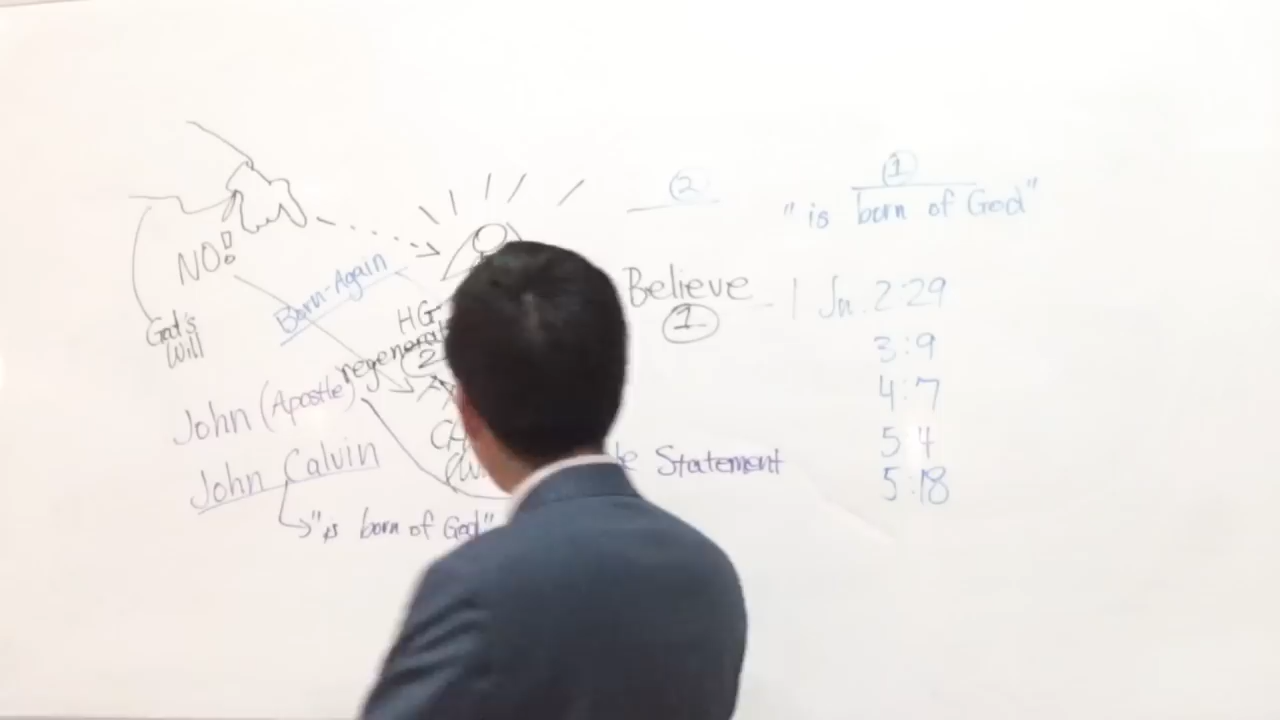 NO!
God's
Will
Born-Again
HG
2
John (Apostle)
John Calvin
"is born of God"
②
①
"is born of God"
Believe
①
1 Jn. 2:29
3:9
4:7
5:4
5:18
Statement